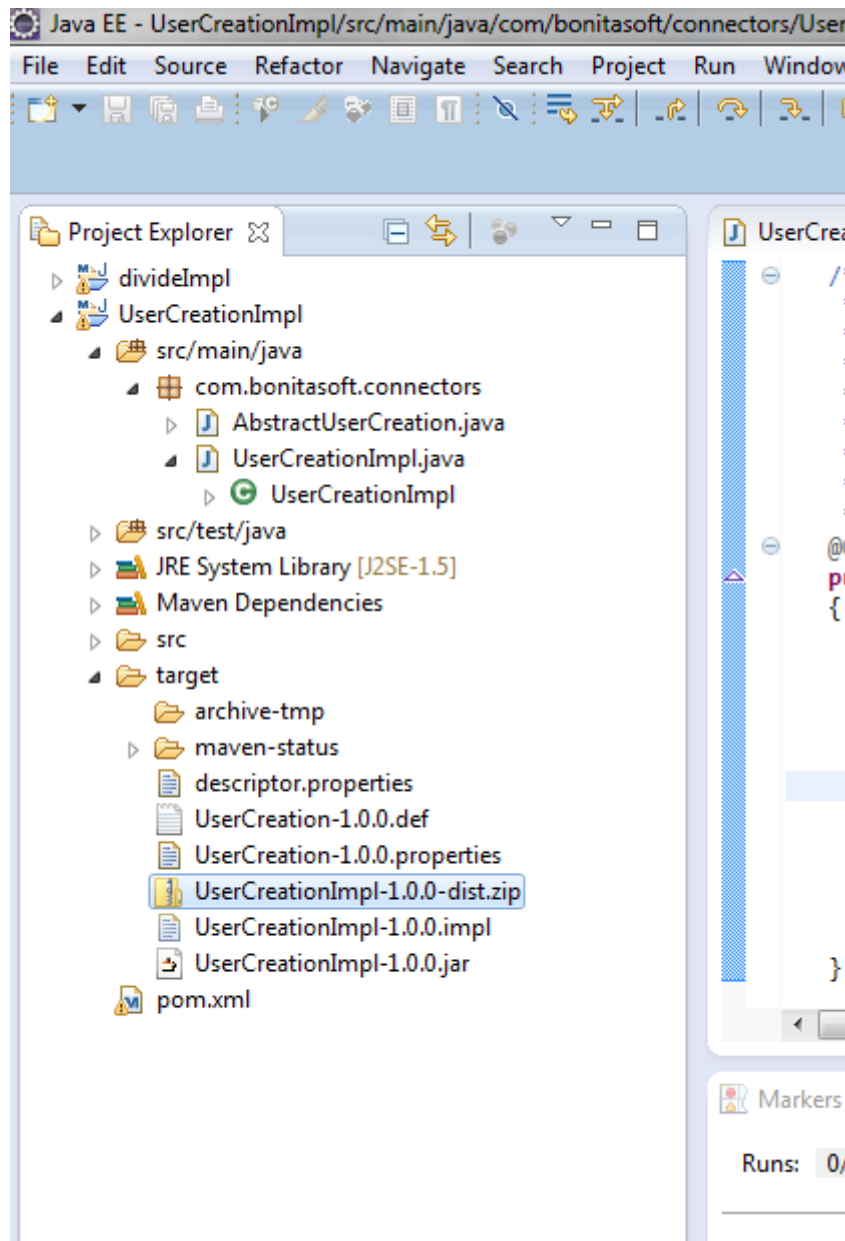 Java EE - UserCreationImpl/src/main/java/com/bonitasoft/connectors/User
File Edit Source Refactor Navigate Search Project Run Window
Project Explorer
UserCrea
divideImpl
UserCreationImpl
src/main/java
com.bonitasoft.connectors
AbstractUserCreation.java
UserCreationImpl.java
UserCreationImpl
src/test/java
JRE System Library [J2SE-1.5]
Maven Dependencies
src
target
archive-tmp
maven-status
descriptor.properties
UserCreation-1.0.0.def
UserCreation-1.0.0.properties
UserCreationImpl-1.0.0-dist.zip
UserCreationImpl-1.0.0.impl
UserCreationImpl-1.0.0.jar
pom.xml
{
}
Markers
Runs: 0/